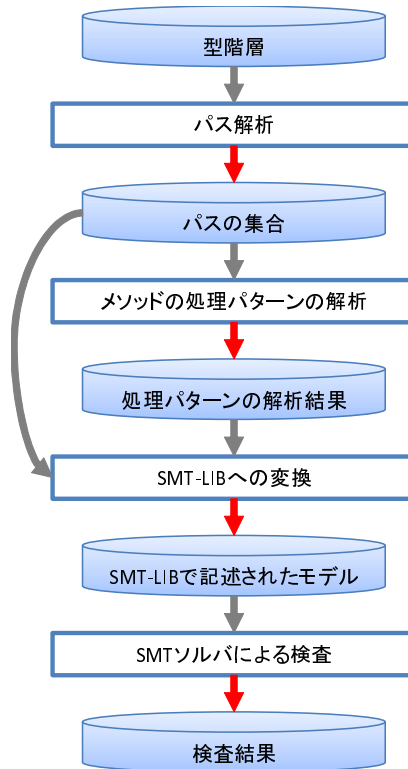 型階層
パス解析
パスの集合
メソッドの処理パターンの解析
処理パターンの解析結果
SMT-LIBへの変換
SMT-LIBで記述されたモデル
SMTソルバによる検査
検査結果